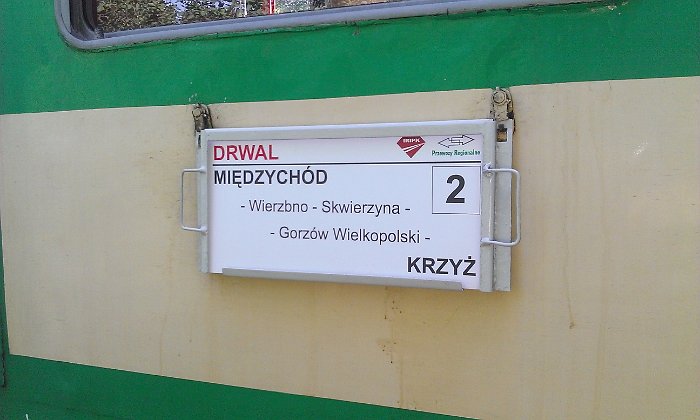 DRWAL
Przewozy Regionalne
MIĘDZYCHÓD
2
- Wierzbno - Skwierzyna -
- Gorzów Wielkopolski -
KRZYŻ